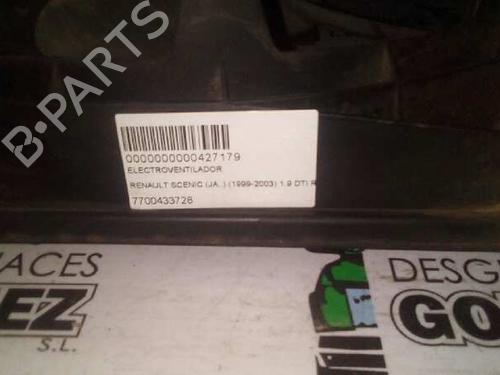 B-PARTS
0000000000427179
ELECTROVENTILADOR
RENAULT SCENIC (JA..) (1999-2003) 1.9 DTI R
7700433728
DESG
EZ
S.L.
GO